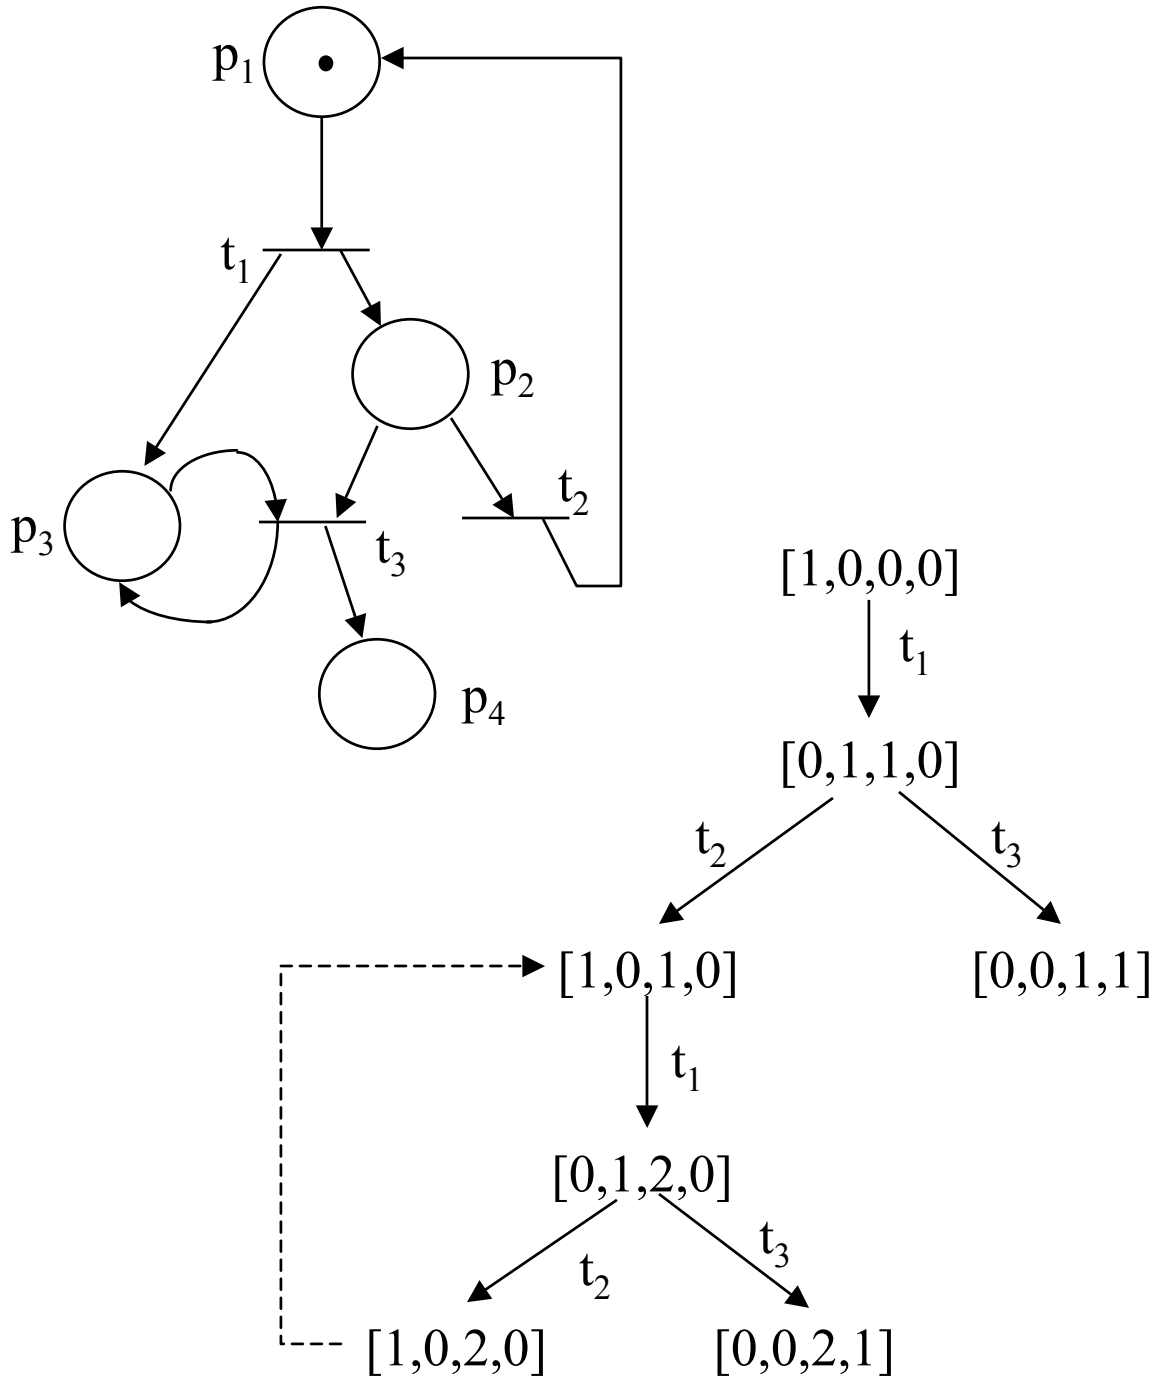 p1
t1
p2
t2
p3
t3
p4
[1,0,0,0]
t1
[0,1,1,0]
t2 t3
[1,0,1,0] [0,0,1,1]
t1
[0,1,2,0]
t2 t3
[1,0,2,0] [0,0,2,1]